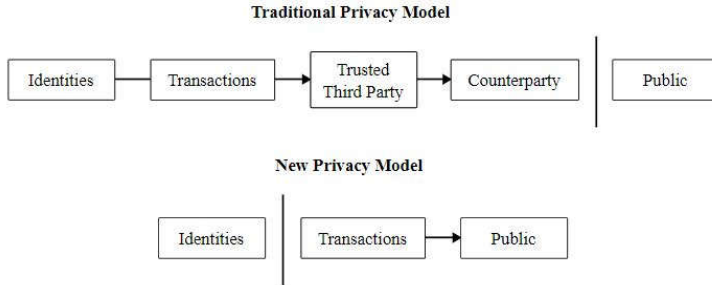 Traditional Privacy Model
Identities
Transactions
Trusted
Third Party
Counterparty
Public
New Privacy Model
Identities
Transactions
Public